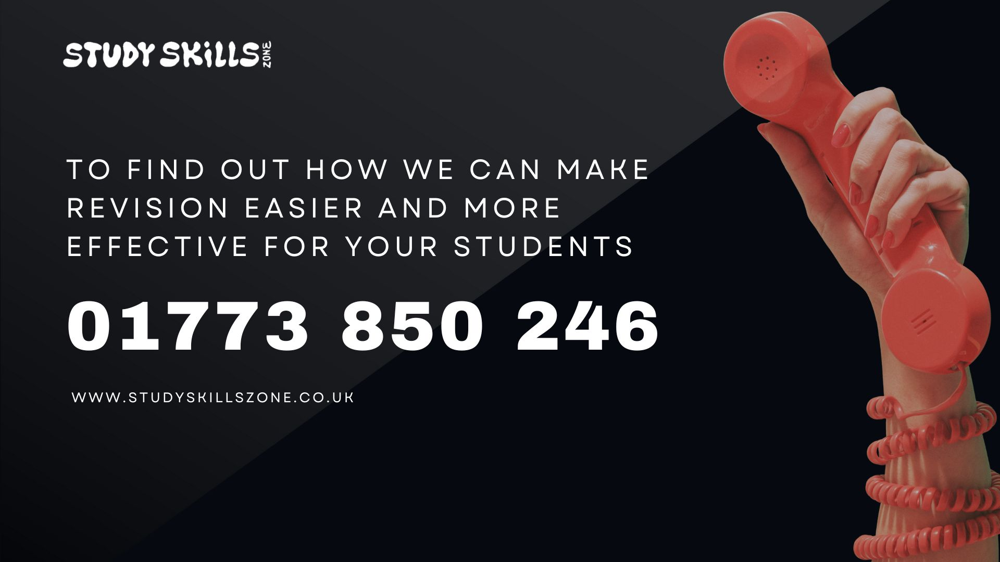 STUDY SKiLLS ZONE
TO FIND OUT HOW WE CAN MAKE
REVISION EASIER AND MORE
EFFECTIVE FOR YOUR STUDENTS
01773 850 246
WWW.STUDYSKILLSZONE.CO.UK